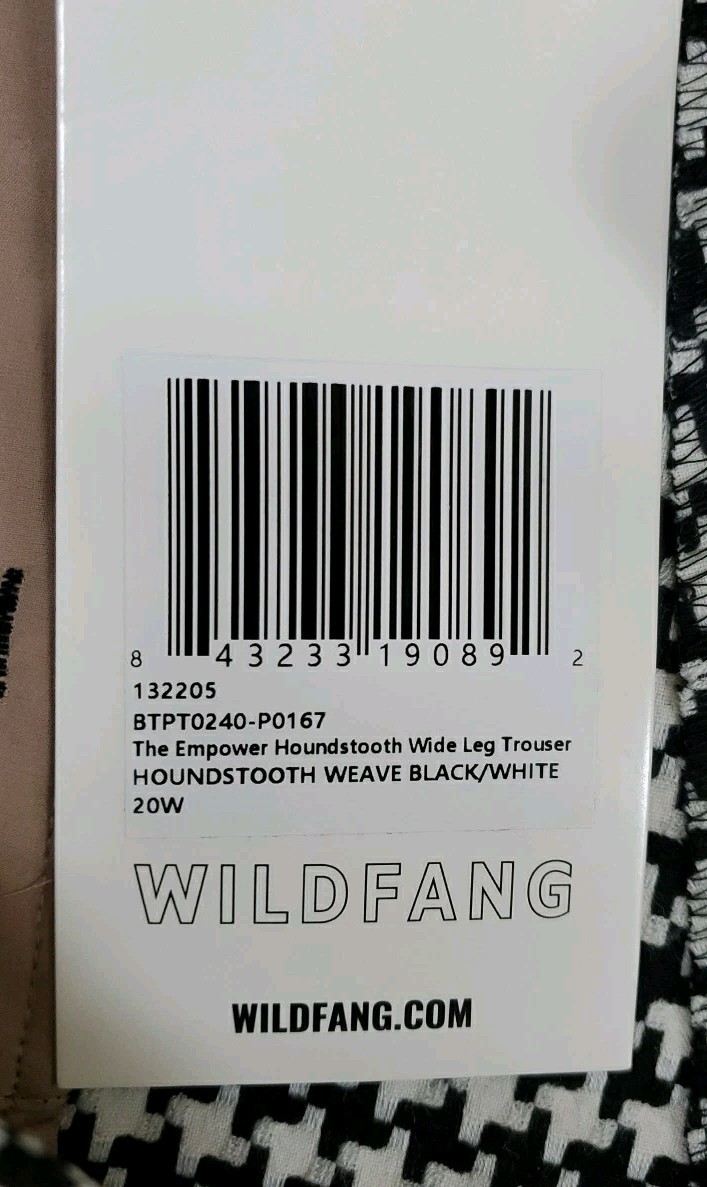 8 43233 19089 2
132205
BTPT0240-P0167
The Empower Houndstooth Wide Leg Trouser
HOUNDSTOOTH WEAVE BLACK/WHITE
20W
WILDFANG
WILDFANG.COM